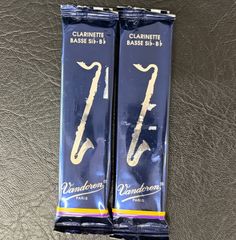 CLARINETTE
BASSE Si♭- B♭
Vandoren
PARIS
CLARINETTE
BASSE Si♭- B♭
Vandoren
PARIS